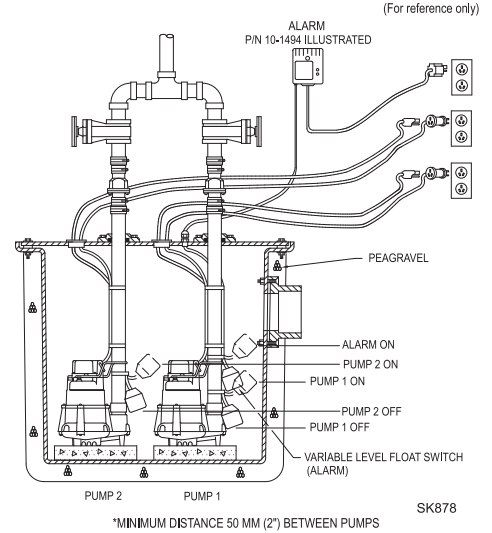 (For reference only)
ALARM
P/N 10-1494 ILLUSTRATED
PEAGRAVEL
ALARM ON
PUMP 2 ON
PUMP 1 ON
PUMP 2 OFF
PUMP 1 OFF
VARIABLE LEVEL FLOAT SWITCH
(ALARM)
PUMP 2
PUMP 1
SK878
*MINIMUM DISTANCE 50 MM (2") BETWEEN PUMPS